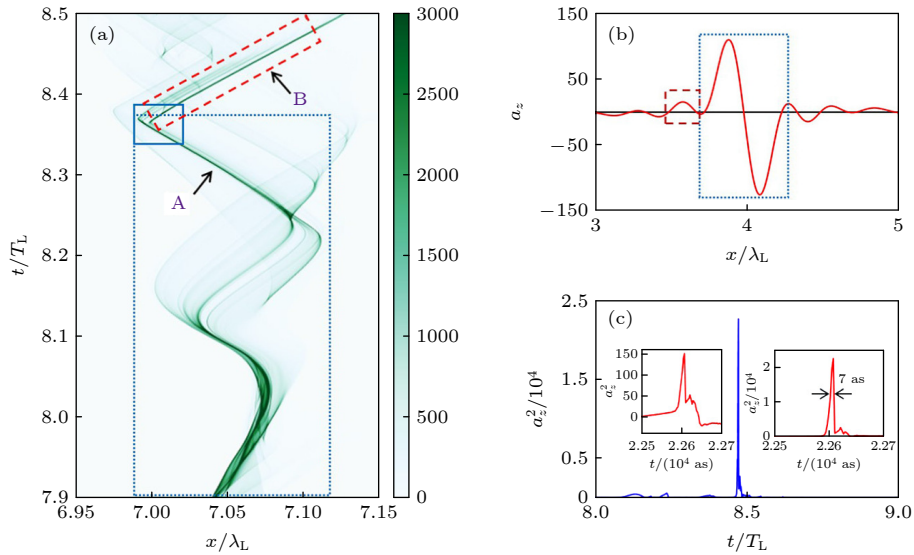 (a)
8.5
8.4
8.3
8.2
8.1
8.0
7.9
t/T_L
6.95 7.00 7.05 7.10 7.15
x/λ_L
A
B
3000
2500
2000
1500
1000
500
0
(b)
150
50
−50
−150
a_z
3 4 5
x/λ_L
(c)
2.5
2.0
1.5
1.0
0.5
0
a_z^2/10^4
8.0 8.5 9.0
t/T_L
150
100
50
0
a_z^2
2.25 2.26 2.27
t/(10^4 as)
2
1
0
a_z^2/10^4
7 as
2.25 2.26 2.27
t/(10^4 as)